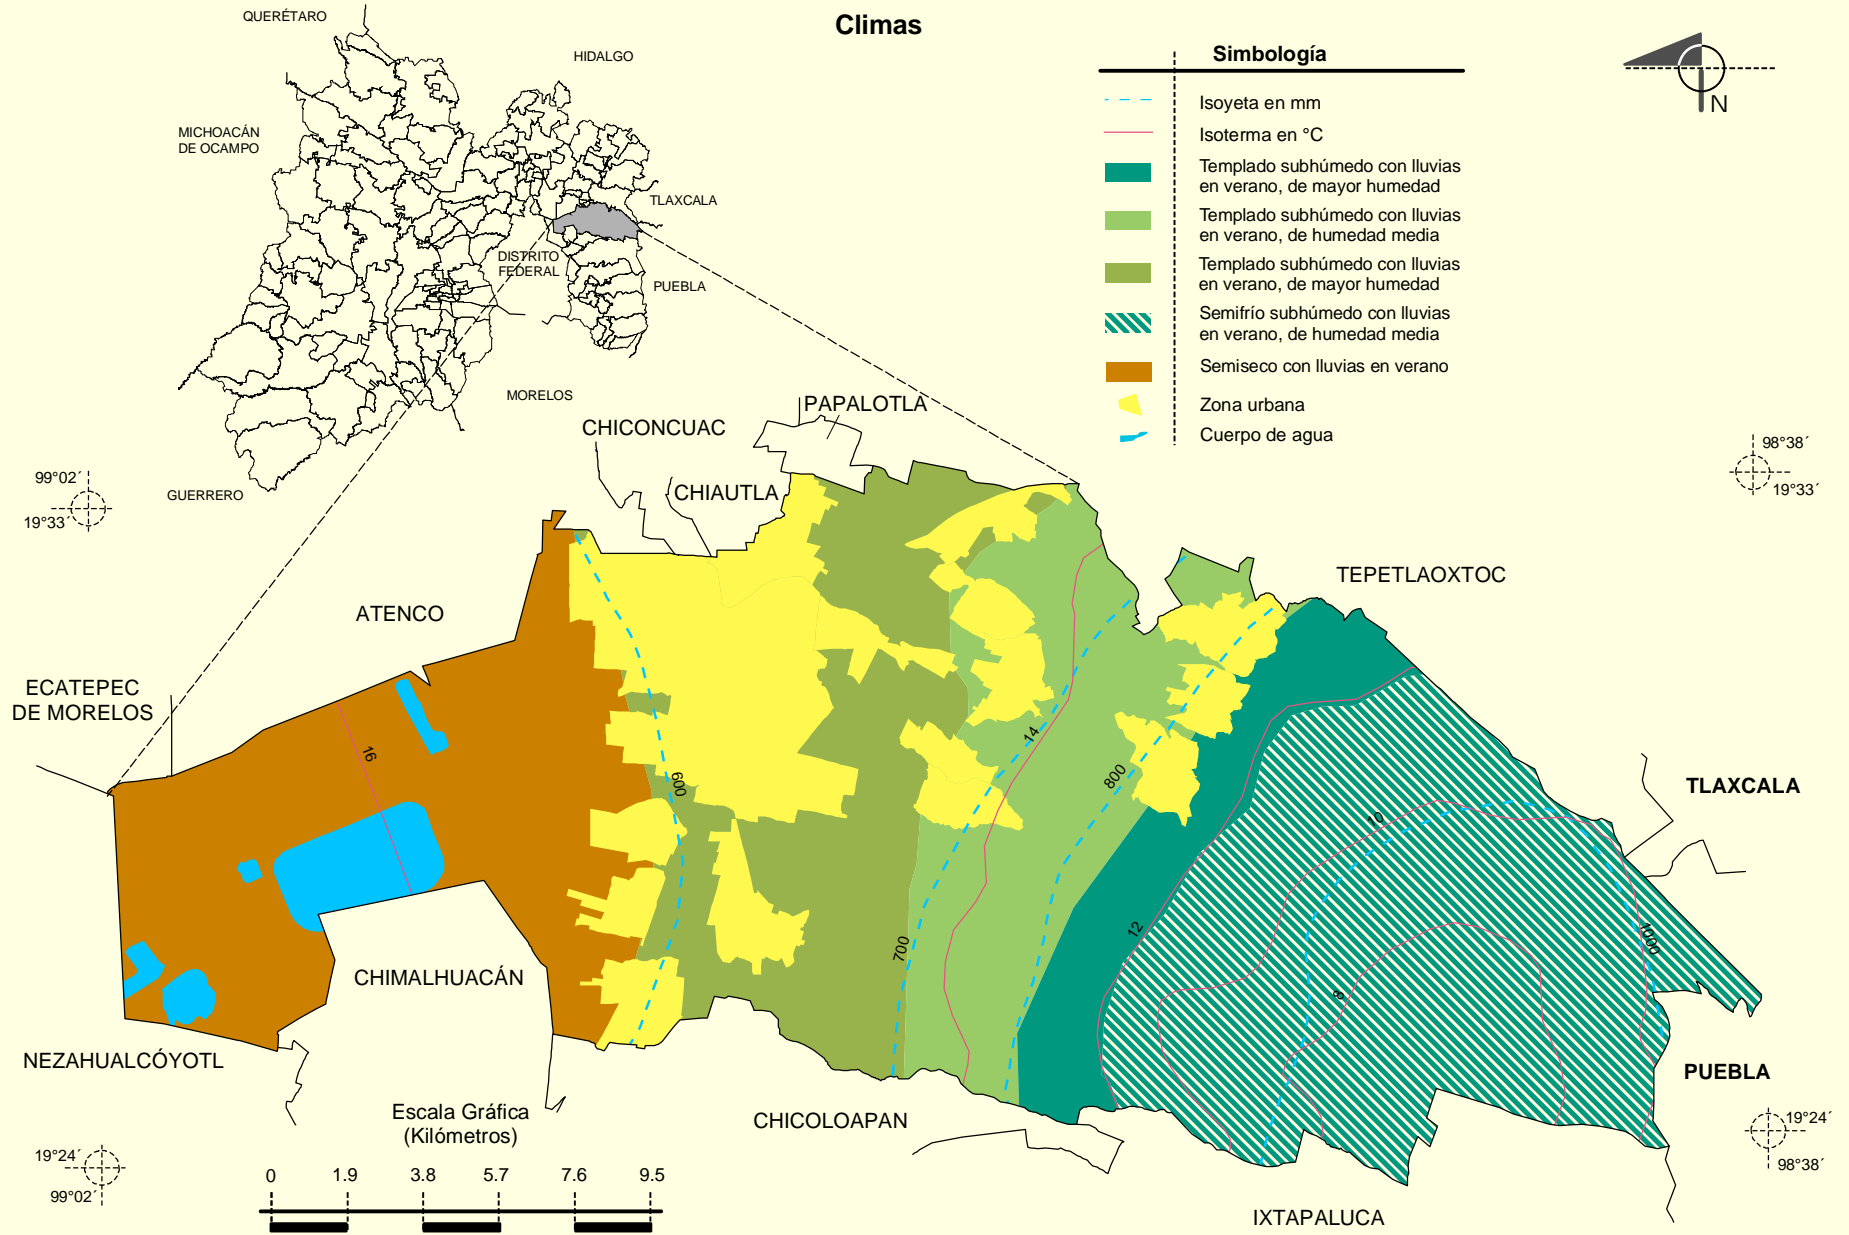 Climas
QUERÉTARO
HIDALGO
MICHOACÁN
DE OCAMPO
TLAXCALA
DISTRITO
FEDERAL
PUEBLA
MORELOS
GUERRERO
Simbología
Isoyeta en mm
Isoterma en °C
Templado subhúmedo con lluvias
en verano, de mayor humedad
Templado subhúmedo con lluvias
en verano, de humedad media
Templado subhúmedo con lluvias
en verano, de mayor humedad
Semifrío subhúmedo con lluvias
en verano, de humedad media
Semiseco con lluvias en verano
Zona urbana
Cuerpo de agua
N
99°02´
19°33´
98°38´
19°33´
PAPALOTLA
CHICONCUAC
CHIAUTLA
TEPETLAOXTOC
ATENCO
ECATEPEC
DE MORELOS
16
600
14
800
10
TLAXCALA
700
12
8
1000
CHIMALHUACÁN
NEZAHUALCÓYOTL
PUEBLA
CHICOLOAPAN
IXTAPALUCA
Escala Gráfica
(Kilómetros)
0 1.9 3.8 5.7 7.6 9.5
19°24´
99°02´
19°24´
98°38´